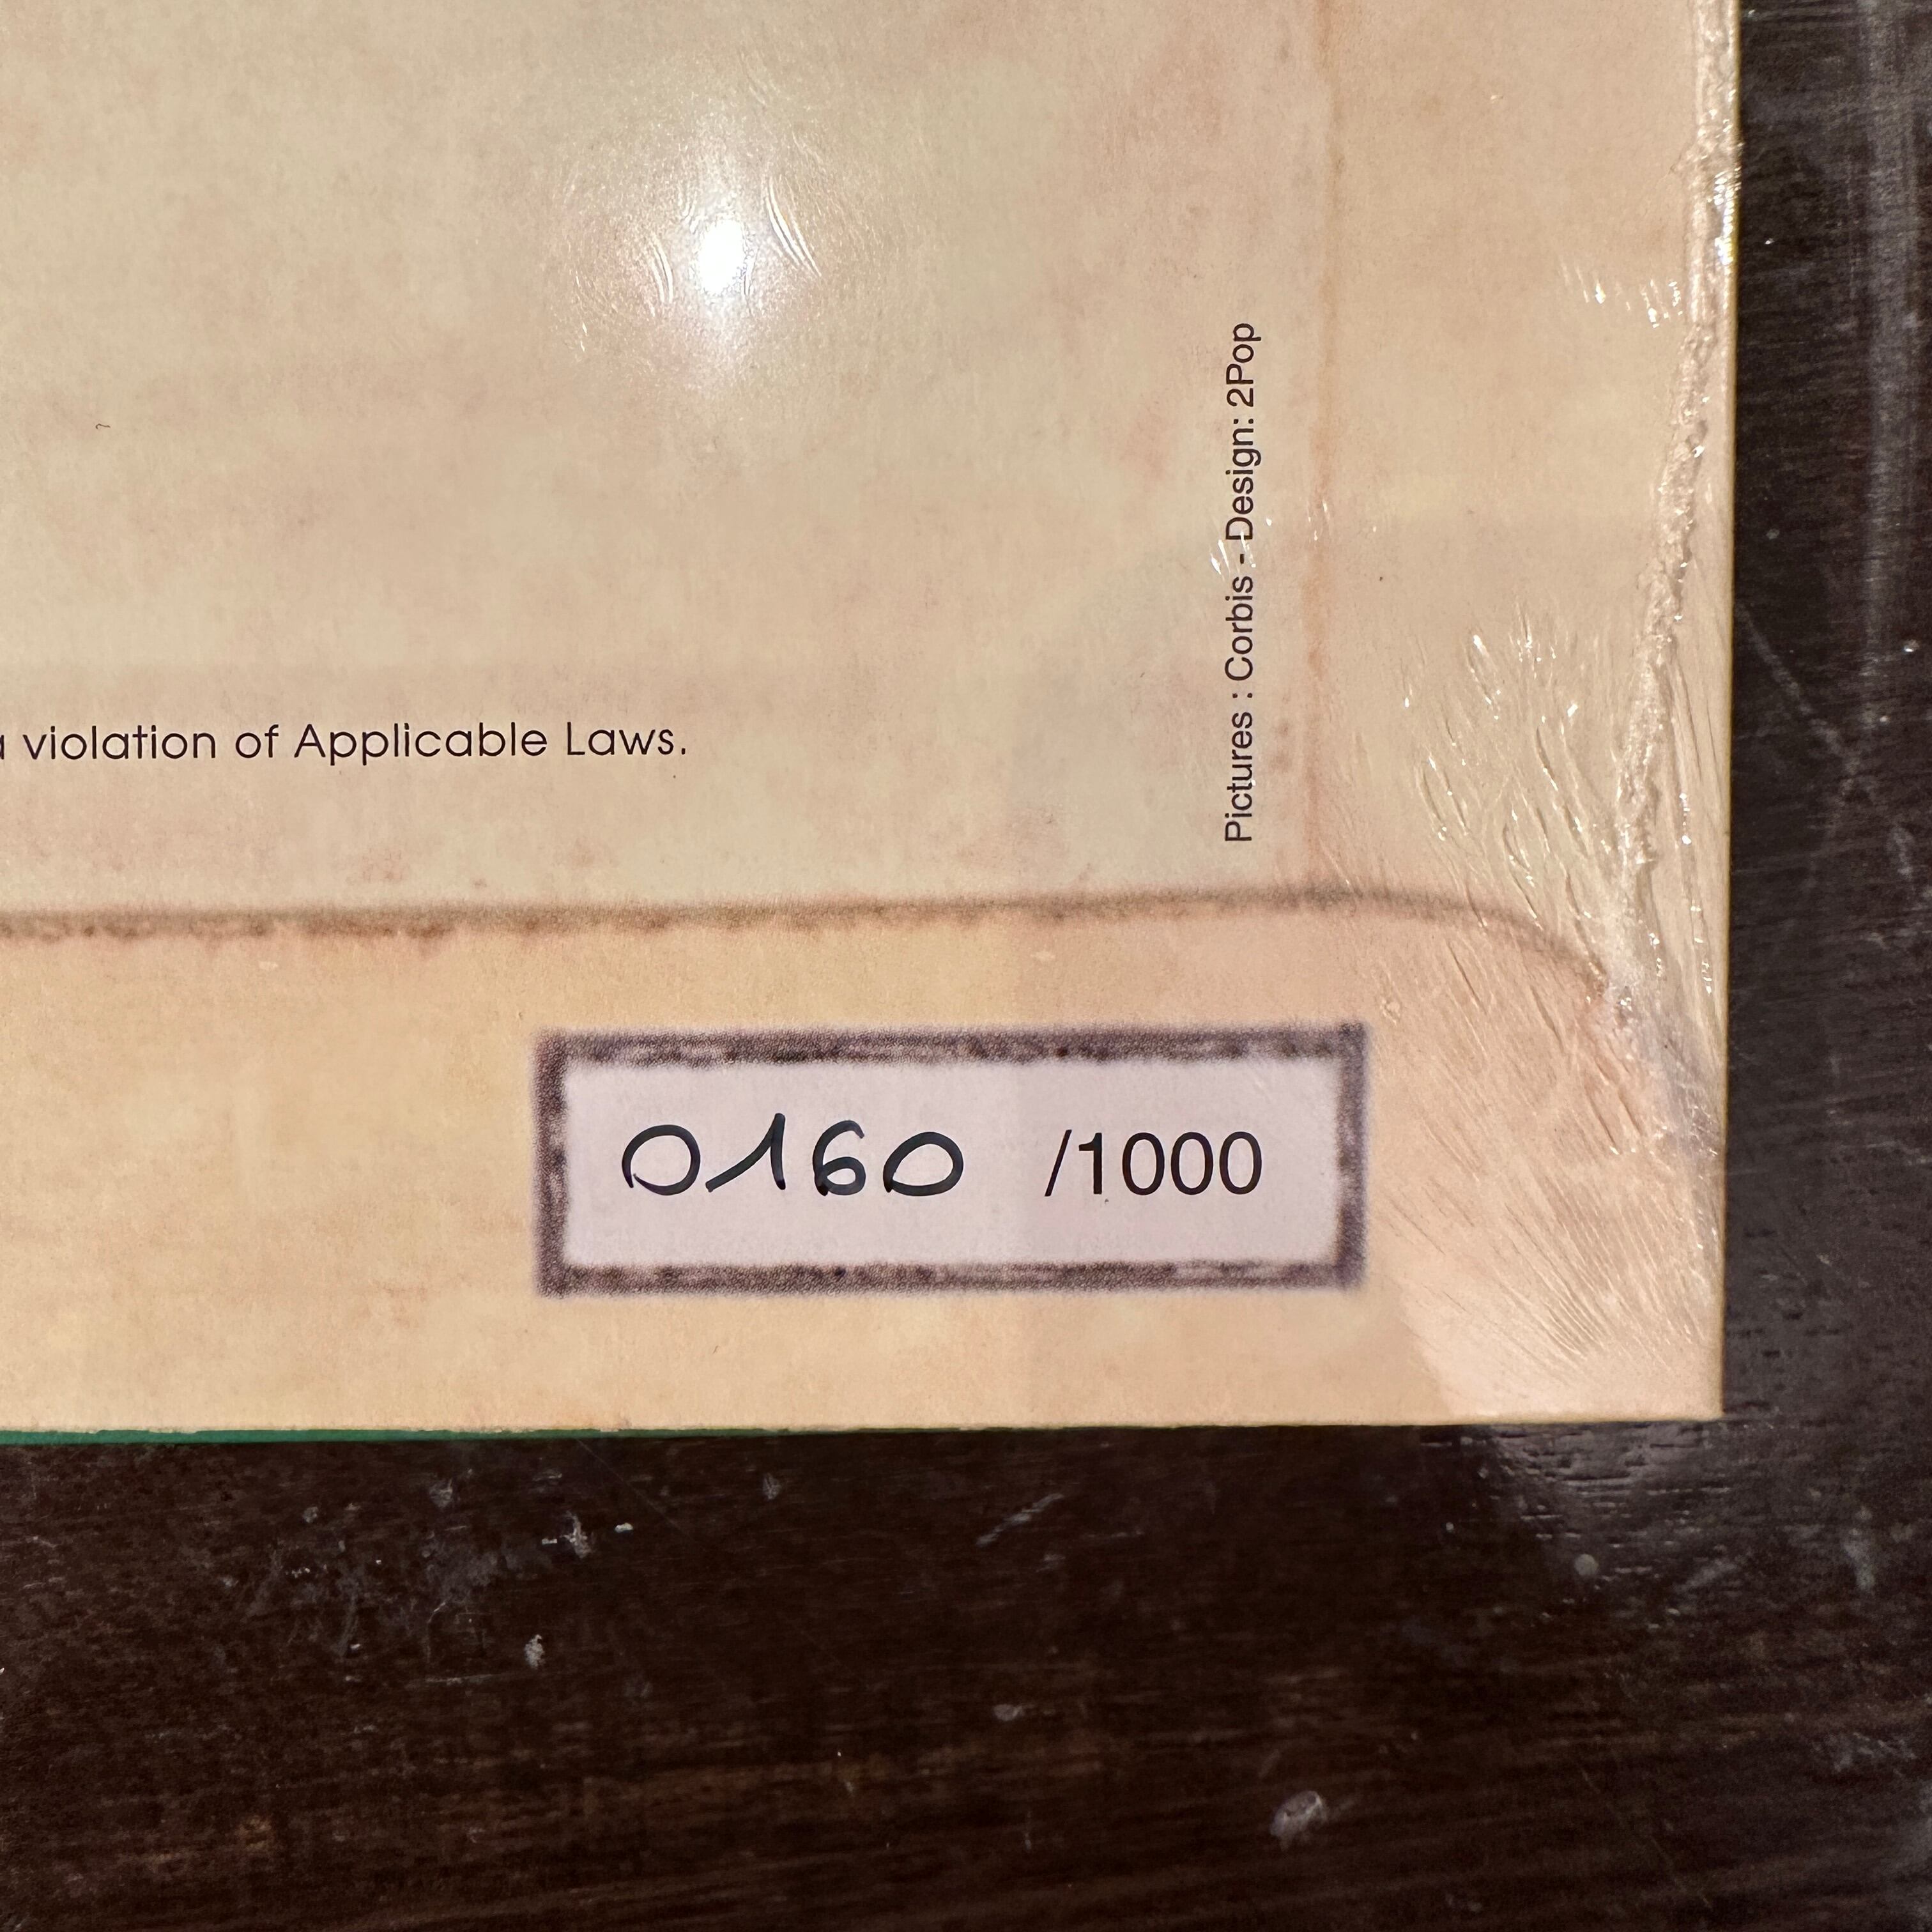 a violation of Applicable Laws.
Pictures : Corbis - Design: 2Pop
0160 /1000